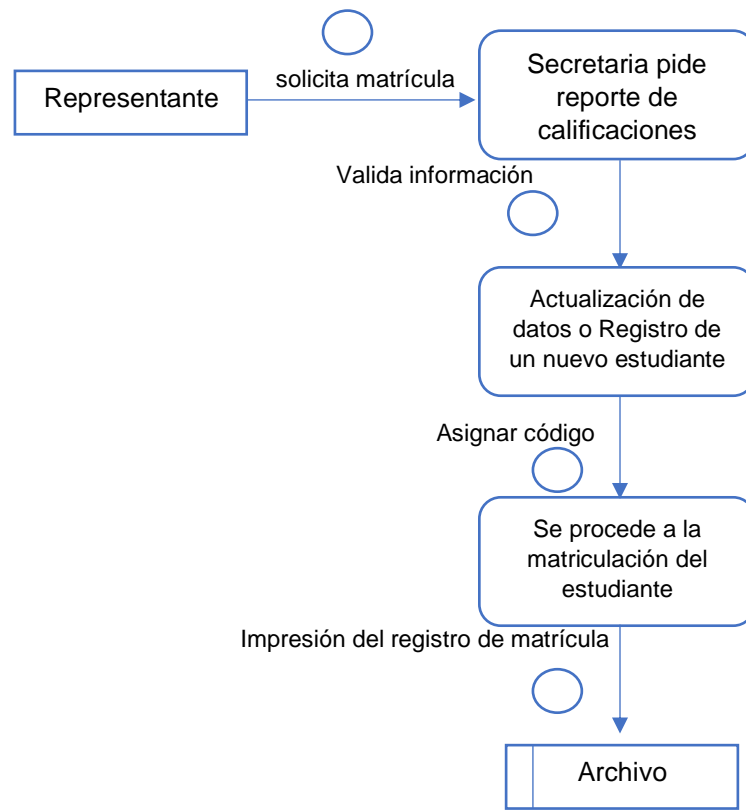 solicita matrícula
Representante
Secretaria pide
reporte de
calificaciones
Valida información
Actualización de
datos o Registro de
un nuevo estudiante
Asignar código
Se procede a la
matriculación del
estudiante
Impresión del registro de matrícula
Archivo